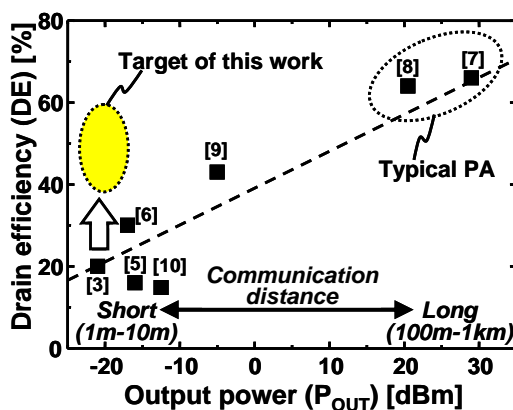 Drain efficiency (DE) [%]
80
60
40
20
0
Target of this work
[8]
[7]
Typical PA
[9]
[6]
[3]
[5]
[10]
Communication
distance
Short
(1m-10m)
Long
(100m-1km)
-20
-10
0
10
20
30
Output power (POUT) [dBm]